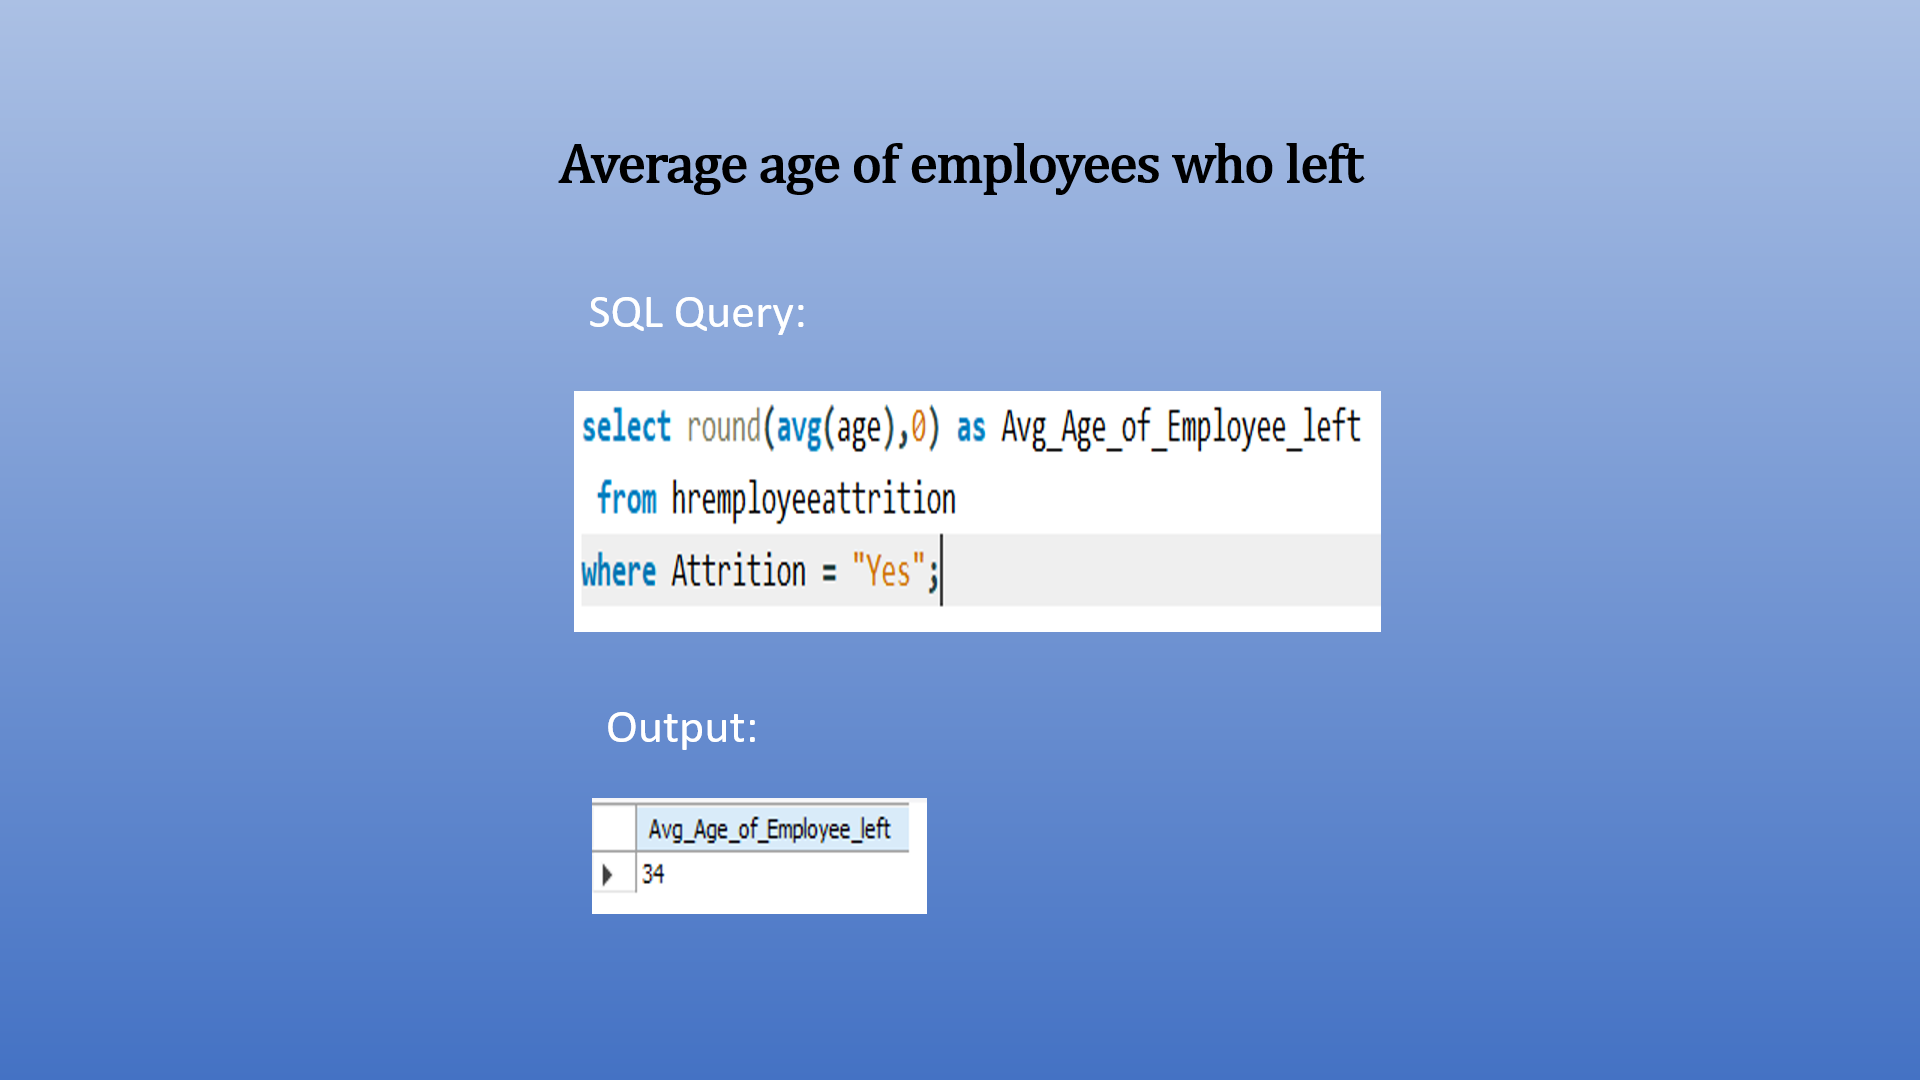 Average age of employees who left
SQL Query:
select round(avg(age),0) as Avg_Age_of_Employee_left
from hremployeeattrition
where Attrition = "Yes";
Output:
Avg_Age_of_Employee_left
34